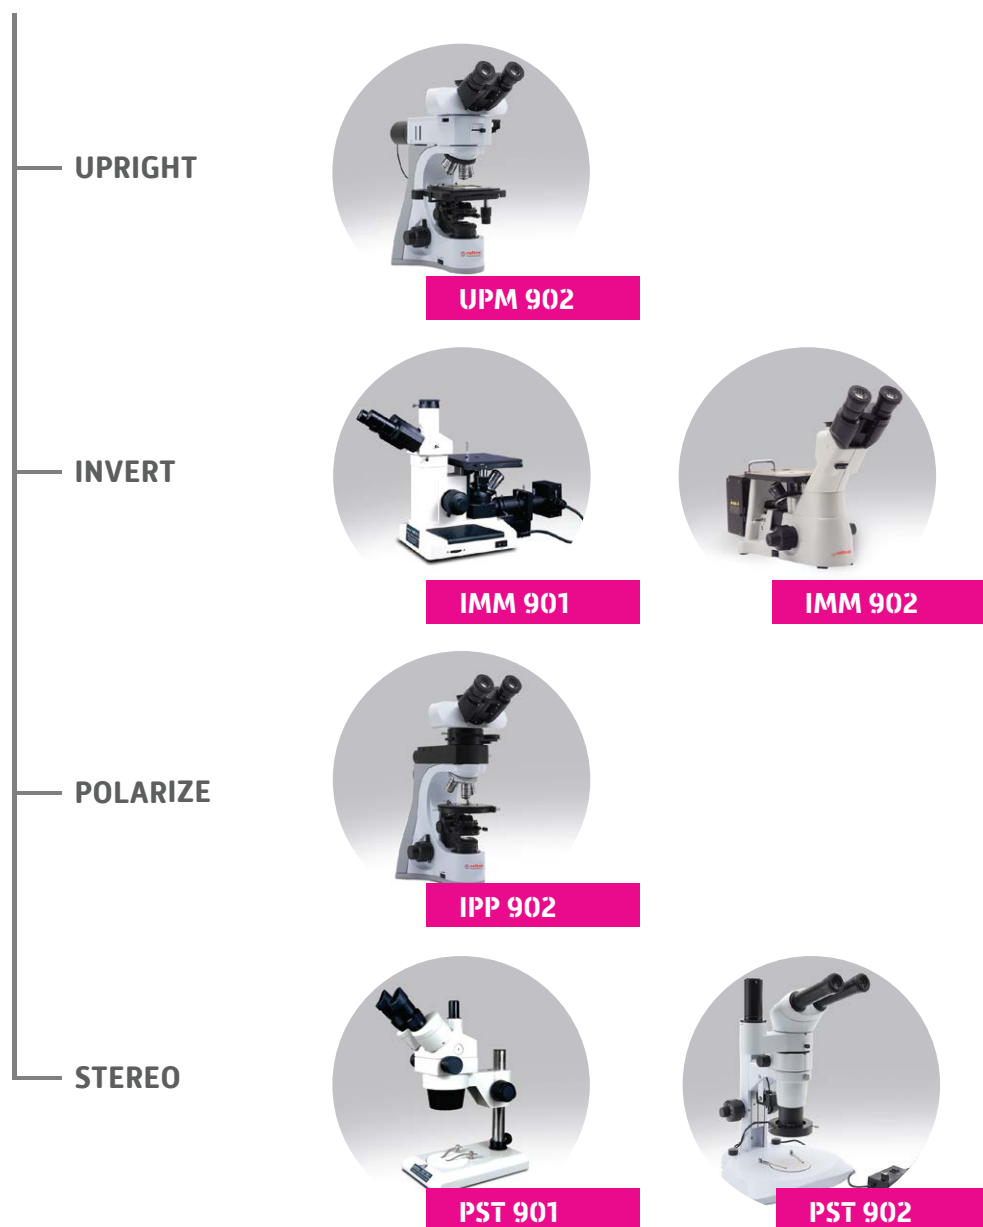 UPRIGHT
UPM 902
INVERT
IMM 901
IMM 902
POLARIZE
IPP 902
STEREO
PST 901
PST 902